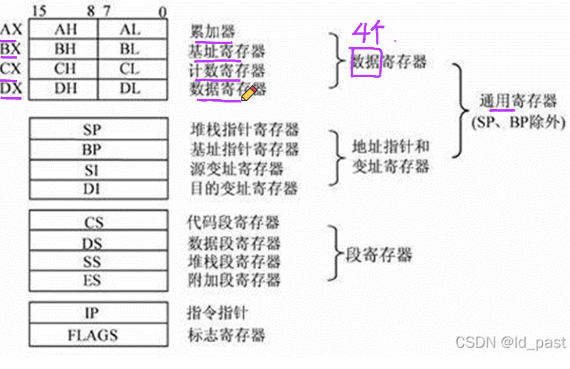 15 8 7 0 4个
AX AH AL 累加器
BX BH BL 基址寄存器
CX CH CL 计数寄存器
DX DH DL 数据寄存器
数据寄存器
通用寄存器
(SP、BP除外)
SP 堆栈指针寄存器
BP 基址指针寄存器
SI 源变址寄存器
DI 目的变址寄存器
地址指针和
变址寄存器
CS 代码段寄存器
DS 数据段寄存器
SS 堆栈段寄存器
ES 附加段寄存器
段寄存器
IP 指令指针
FLAGS 标志寄存器
CSDN @ld_past